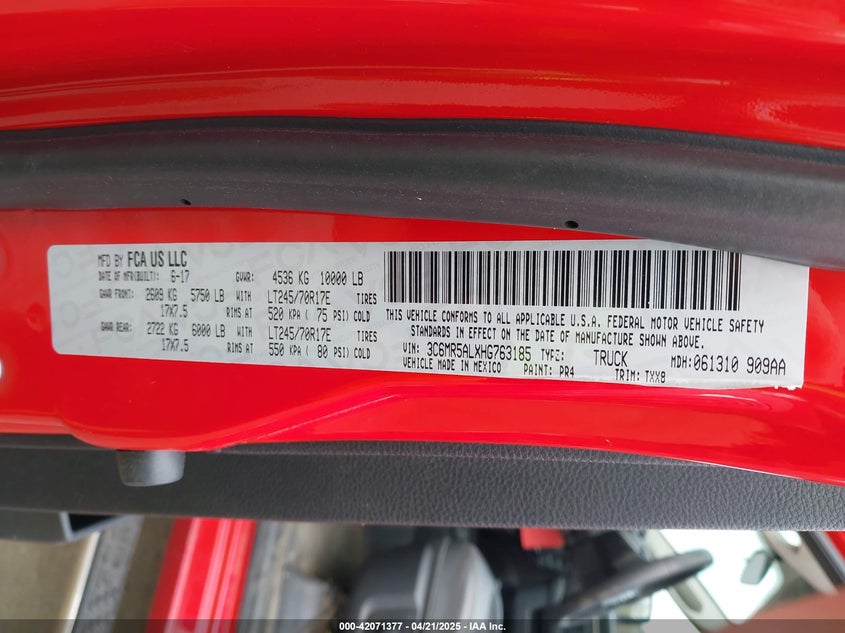 MFD BY FCA US LLC
DATE OF MFR(BUILT): 6-17 GVWR: 4536 KG 10000 LB
GAWR FRONT: 2609 KG 5750 LB WITH LT245/70R17E TIRES
17X7.5 RIMS AT 520 KPA ( 75 PSI) COLD
GAWR REAR: 2722 KG 6000 LB WITH LT245/70R17E TIRES
17X7.5 RIMS AT 550 KPA ( 80 PSI) COLD
THIS VEHICLE CONFORMS TO ALL APPLICABLE U.S.A. FEDERAL MOTOR VEHICLE SAFETY
STANDARDS IN EFFECT ON THE DATE OF MANUFACTURE SHOWN ABOVE.
VIN: 3C6MR5ALXHG763185 TYPE: TRUCK MDH:061310 909AA
VEHICLE MADE IN MEXICO PAINT: PR4 TRIM: TXX8
000-42071377 - 04/21/2025 - IAA Inc.